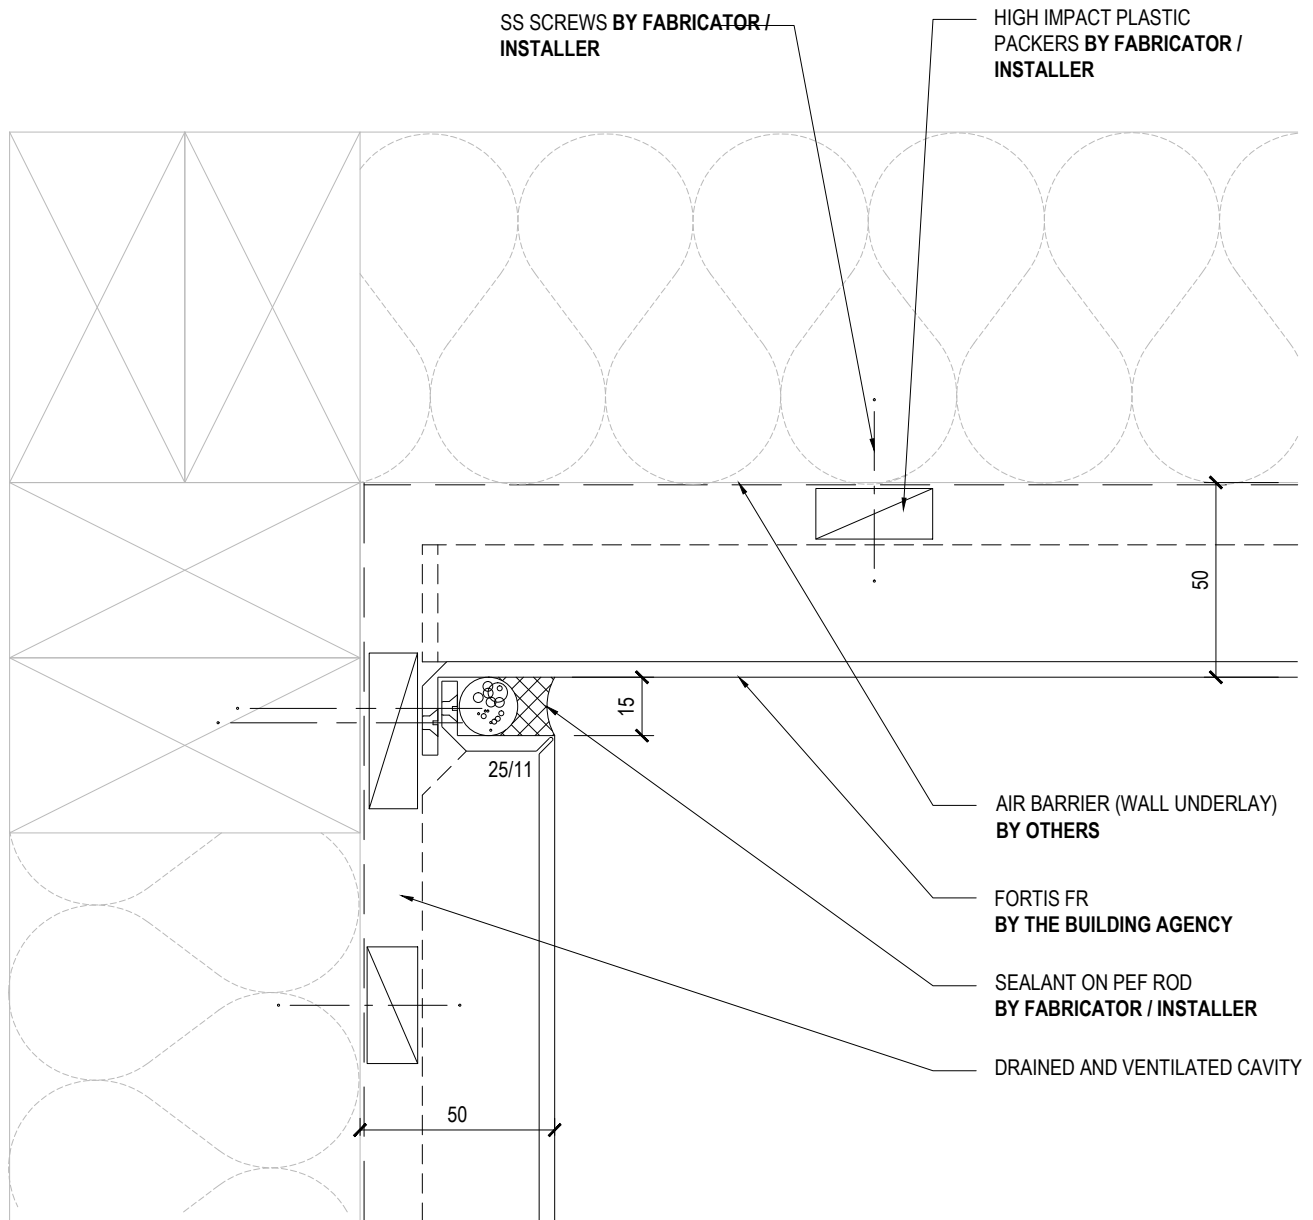 SS SCREWS BY FABRICATOR /
INSTALLER
HIGH IMPACT PLASTIC
PACKERS BY FABRICATOR /
INSTALLER
50
15
25/11
AIR BARRIER (WALL UNDERLAY)
BY OTHERS
FORTIS FR
BY THE BUILDING AGENCY
SEALANT ON PEF ROD
BY FABRICATOR / INSTALLER
DRAINED AND VENTILATED CAVITY
50